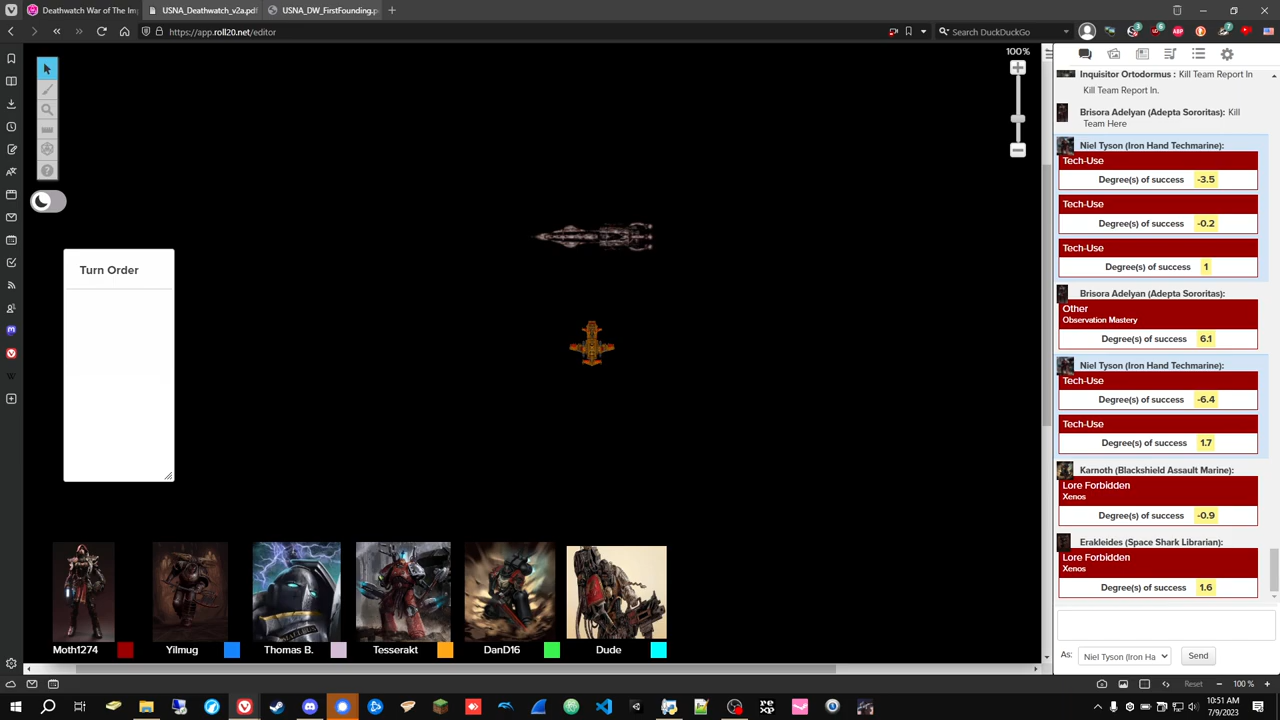 Deathwatch War of The Imp
USNA_Deathwatch_v2a.pdf
USNA_DW_FirstFounding.p
https://app.roll20.net/editor
Search DuckDuckGo
100%
Turn Order
Inquisitor Ortodormus : Kill Team Report In
Kill Team Report In.
Brisora Adelyan (Adepta Sororitas): Kill
Team Here
Niel Tyson (Iron Hand Techmarine):
Tech-Use
Degree(s) of success -3.5
Tech-Use
Degree(s) of success -0.2
Tech-Use
Degree(s) of success 1
Brisora Adelyan (Adepta Sororitas):
Other
Observation Mastery
Degree(s) of success 6.1
Niel Tyson (Iron Hand Techmarine):
Tech-Use
Degree(s) of success -6.4
Tech-Use
Degree(s) of success 1.7
Karnoth (Blackshield Assault Marine):
Lore Forbidden
Xenos
Degree(s) of success -0.9
Erakleides (Space Shark Librarian):
Lore Forbidden
Xenos
Degree(s) of success 1.6
As: Niel Tyson (Iron Ha
Send
Moth1274
Yilmug
Thomas B.
Tesserakt
DanD16
Dude
Reset
100 %
10:51 AM
7/9/2023